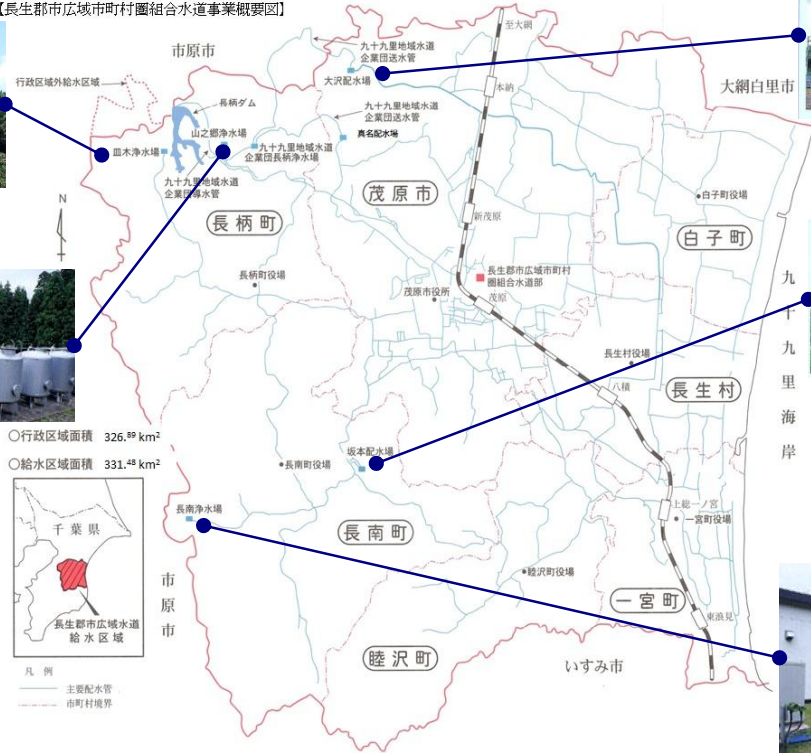 【長生郡市広域市町村圏組合水道事業概要図】
至大網
市原市
九十九里地域水道
企業団送水管
大沢配水場
本納
大網白里市
行政区域外給水区域
長柄ダム
九十九里地域水道
企業団送水管
真名配水場
山之郷浄水場
皿木浄水場
九十九里地域水道
企業団長柄浄水場
九十九里地域水道
企業団導水管
N
茂原市
長柄町
白子町役場
新茂原
白子町
長柄町役場
長生郡市広域市町村
圏組合水道部
茂原市役所
茂原
九十九里海岸
長生村役場
八積
長生村
○行政区域面積 326.⁸⁹ km²
○給水区域面積 331.⁴⁸ km²
坂本配水場
長南町役場
長南浄水場
上総一ノ宮
一宮町役場
長南町
千葉県
睦沢町役場
市原市
一宮町
東浪見
長生郡市広域水道
給水区域
睦沢町
いすみ市
凡例
主要配水管
市町村境界